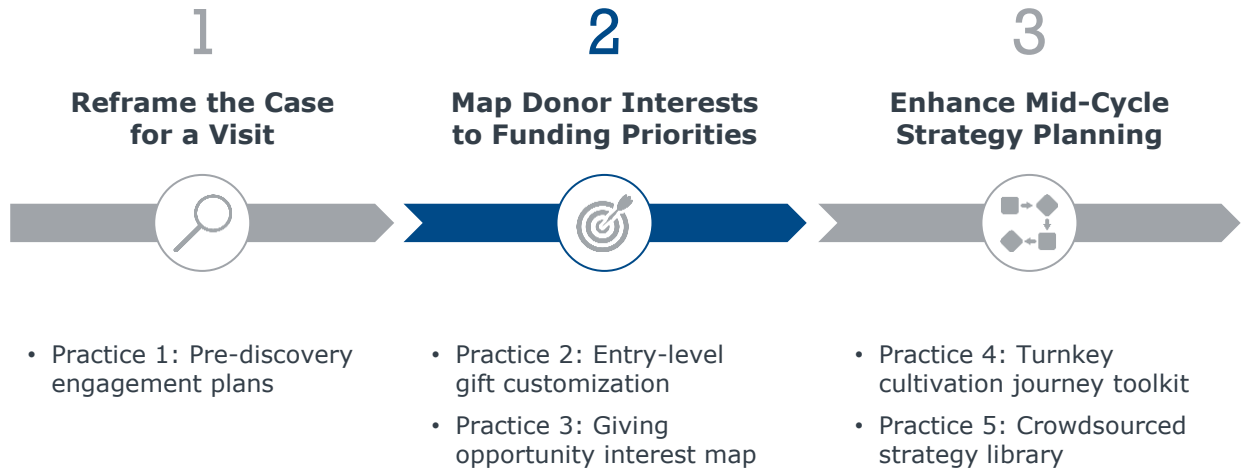 1
Reframe the Case
for a Visit
• Practice 1: Pre-discovery
engagement plans
2
Map Donor Interests
to Funding Priorities
• Practice 2: Entry-level
gift customization
• Practice 3: Giving
opportunity interest map
3
Enhance Mid-Cycle
Strategy Planning
• Practice 4: Turnkey
cultivation journey toolkit
• Practice 5: Crowdsourced
strategy library